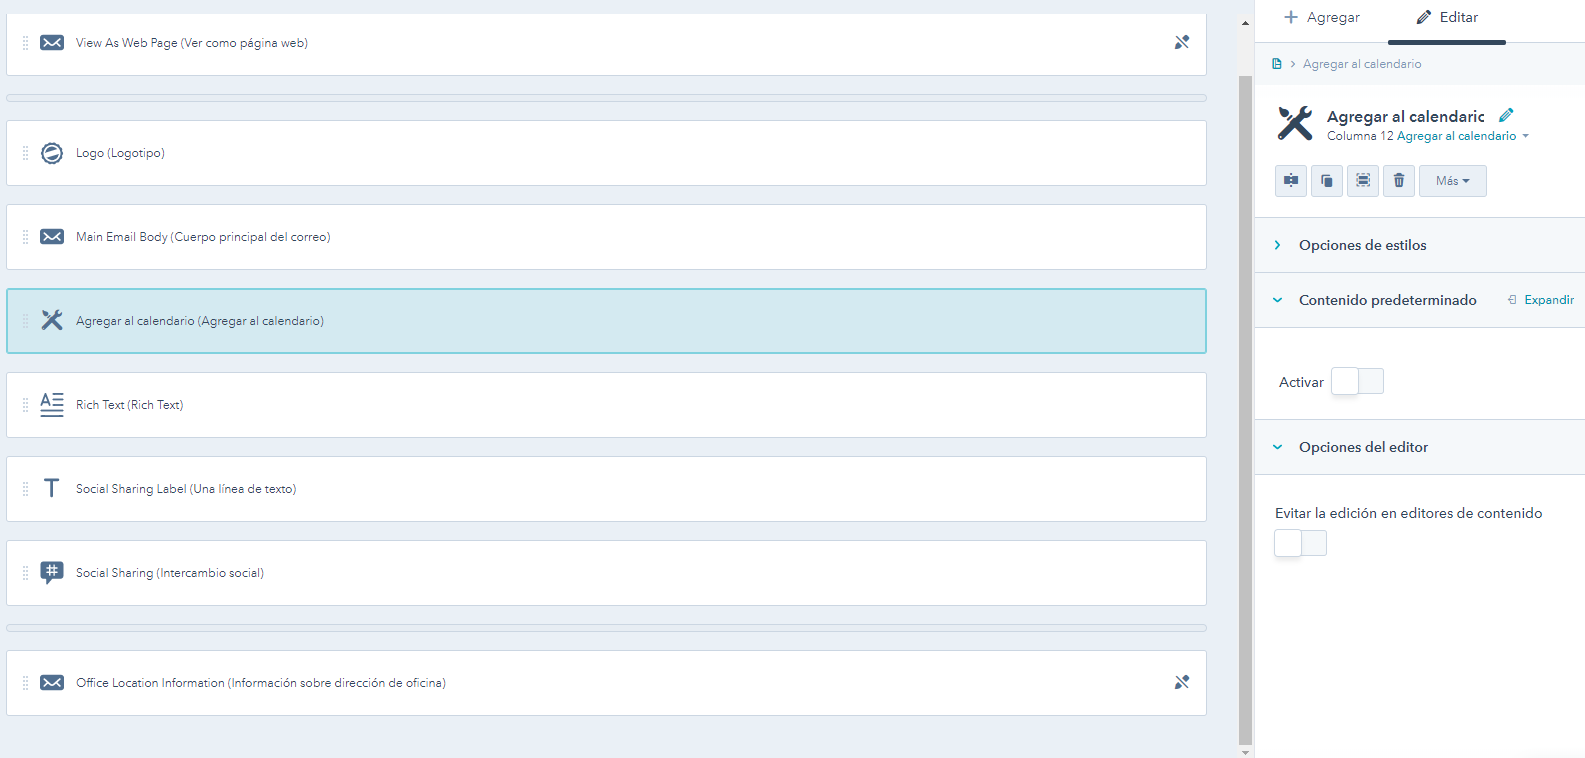 View As Web Page (Ver como página web)
Logo (Logotipo)
Main Email Body (Cuerpo principal del correo)
Agregar al calendario (Agregar al calendario)
Rich Text (Rich Text)
Social Sharing Label (Una línea de texto)
Social Sharing (Intercambio social)
Office Location Information (Información sobre dirección de oficina)
Agregar Editar
Agregar al calendario
Agregar al calendaric
Columna 12 Agregar al calendario
Más
Opciones de estilos
Contenido predeterminado Expandir
Activar
Opciones del editor
Evitar la edición en editores de contenido